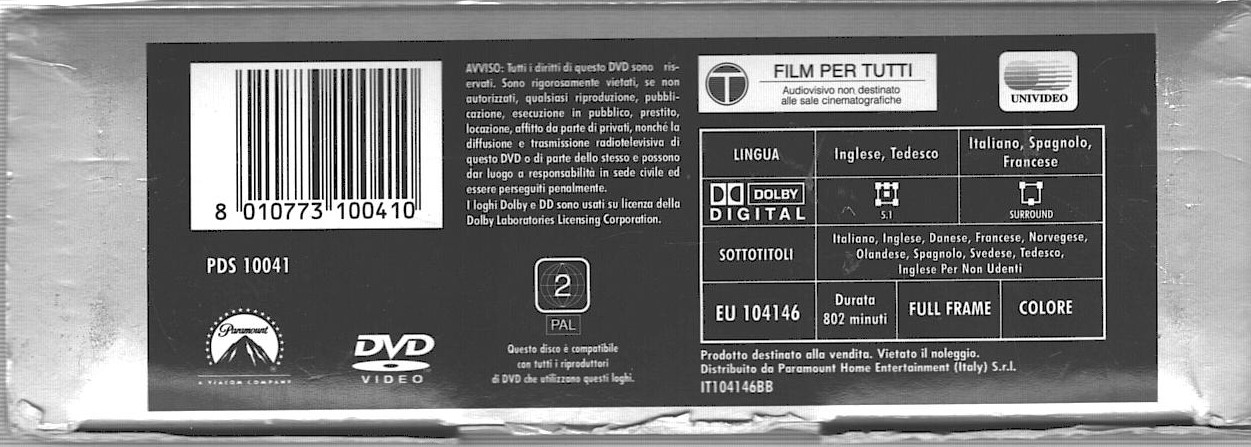 8 010773 100410
PDS 10041
Paramount
A VIACOM COMPANY
DVD
VIDEO
AVVISO: Tutti i diritti di questo DVD sono ris-
ervati. Sono rigorosamente vietati, se non
autorizzati, qualsiasi riproduzione, pubbli-
cazione, esecuzione in pubblico, prestito,
locazione, affitto da parte di privati, nonché la
diffusione e trasmissione radiotelevisiva di
questo DVD o di parte dello stesso e possono
dar luogo a responsabilità in sede civile ed
essere perseguiti penalmente.
I loghi Dolby e DD sono usati su licenza della
Dolby Laboratories Licensing Corporation.
2
PAL
Questo disco è compatibile
con tutti i riproduttori
di DVD che utilizzano questi loghi.
T
FILM PER TUTTI
Audiovisivo non destinato
alle sale cinematografiche
UNIVIDEO
LINGUA
Inglese, Tedesco
Italiano, Spagnolo,
Francese
DOLBY
DIGITAL
5.1
SURROUND
SOTTOTITOLI
Italiano, Inglese, Danese, Francese, Norvegese,
Olandese, Spagnolo, Svedese, Tedesco,
Inglese Per Non Udenti
EU 104146
Durata
802 minuti
FULL FRAME
COLORE
Prodotto destinato alla vendita. Vietato il noleggio.
Distribuito da Paramount Home Entertainment (Italy) S.r.l.
IT104146BB